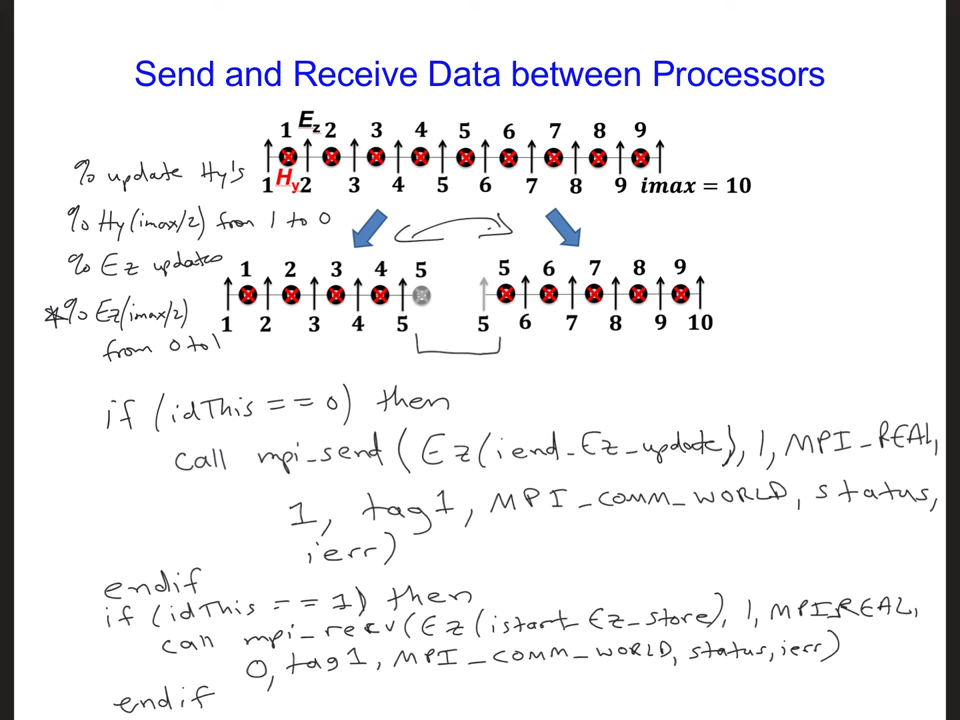 Send and Receive Data between Processors
1 Ez 2 3 4 5 6 7 8 9
1 Hy 2 3 4 5 6 7 8 9 imax = 10
% update Hy's
% Hy(imax/2) from 1 to 0
% Ez updates
*% Ez(imax/2)
from 0 to 1
1 2 3 4 5
1 2 3 4 5
5 6 7 8 9
5 6 7 8 9 10
if (idThis == 0) then
call mpi_send (Ez(iend_Ez_update), 1, MPI_REAL,
1, tag1, MPI_COMM_WORLD, status,
ierr)
endif
if (idThis == 1) then
call mpi_recv(Ez(istart_Ez_store), 1, MPI_REAL,
0, tag1, MPI_COMM_WORLD, status, ierr)
endif